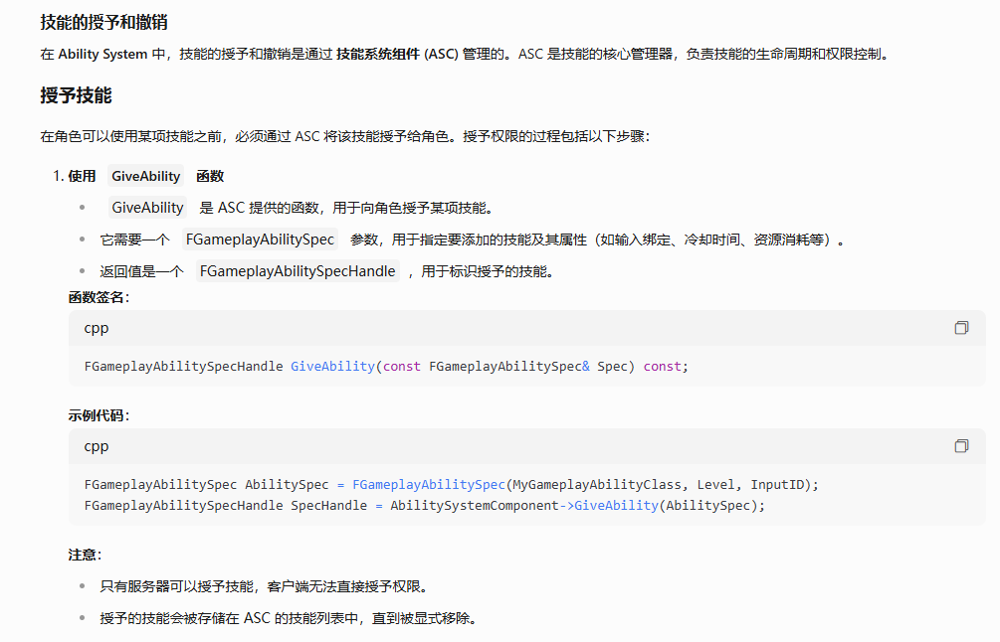 技能的授予和撤销
在 Ability System 中，技能的授予和撤销是通过 技能系统组件 (ASC) 管理的。ASC 是技能的核心管理器，负责技能的生命周期和权限控制。
授予技能
在角色可以使用某项技能之前，必须通过 ASC 将该技能授予给角色。授予权限的过程包括以下步骤：
1. 使用 GiveAbility 函数
• GiveAbility 是 ASC 提供的函数，用于向角色授予某项技能。
• 它需要一个 FGameplayAbilitySpec 参数，用于指定要添加的技能及其属性（如输入绑定、冷却时间、资源消耗等）。
• 返回值是一个 FGameplayAbilitySpecHandle ，用于标识授予的技能。
函数签名：
cpp
FGameplayAbilitySpecHandle GiveAbility(const FGameplayAbilitySpec& Spec) const;
示例代码：
cpp
FGameplayAbilitySpec AbilitySpec = FGameplayAbilitySpec(MyGameplayAbilityClass, Level, InputID);
FGameplayAbilitySpecHandle SpecHandle = AbilitySystemComponent->GiveAbility(AbilitySpec);
注意：
• 只有服务器可以授予技能，客户端无法直接授予权限。
• 授予的技能会被存储在 ASC 的技能列表中，直到被显式移除。